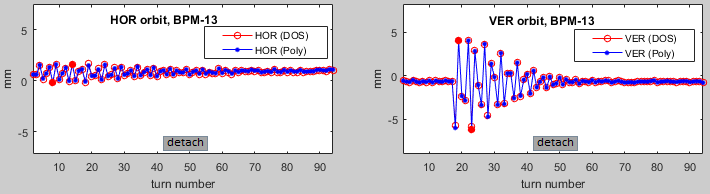 HOR orbit, BPM-13
HOR (DOS)
HOR (Poly)
5
0
-5
mm
detach
10 20 30 40 50 60 70 80 90
turn number
VER orbit, BPM-13
VER (DOS)
VER (Poly)
5
0
-5
mm
detach
10 20 30 40 50 60 70 80 90
turn number